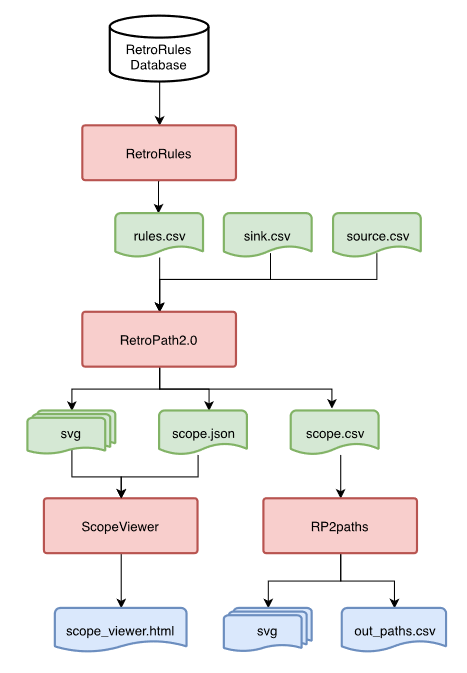 RetroRules
Database
RetroRules
rules.csv
sink.csv
source.csv
RetroPath2.0
svg
scope.json
scope.csv
ScopeViewer
RP2paths
scope_viewer.html
svg
out_paths.csv